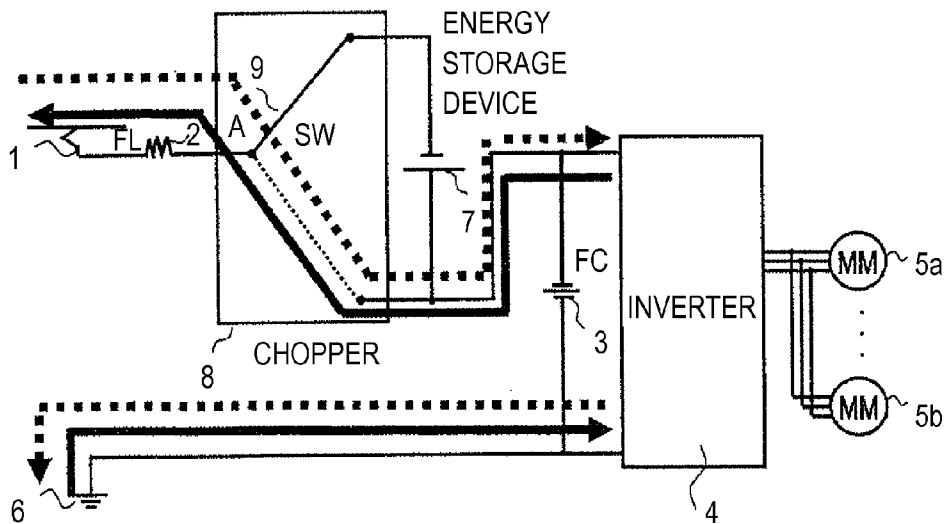 ENERGY
STORAGE
DEVICE
9
A
SW
FL
2
1
7
FC
3
INVERTER
MM
5a
MM
5b
CHOPPER
8
6
4